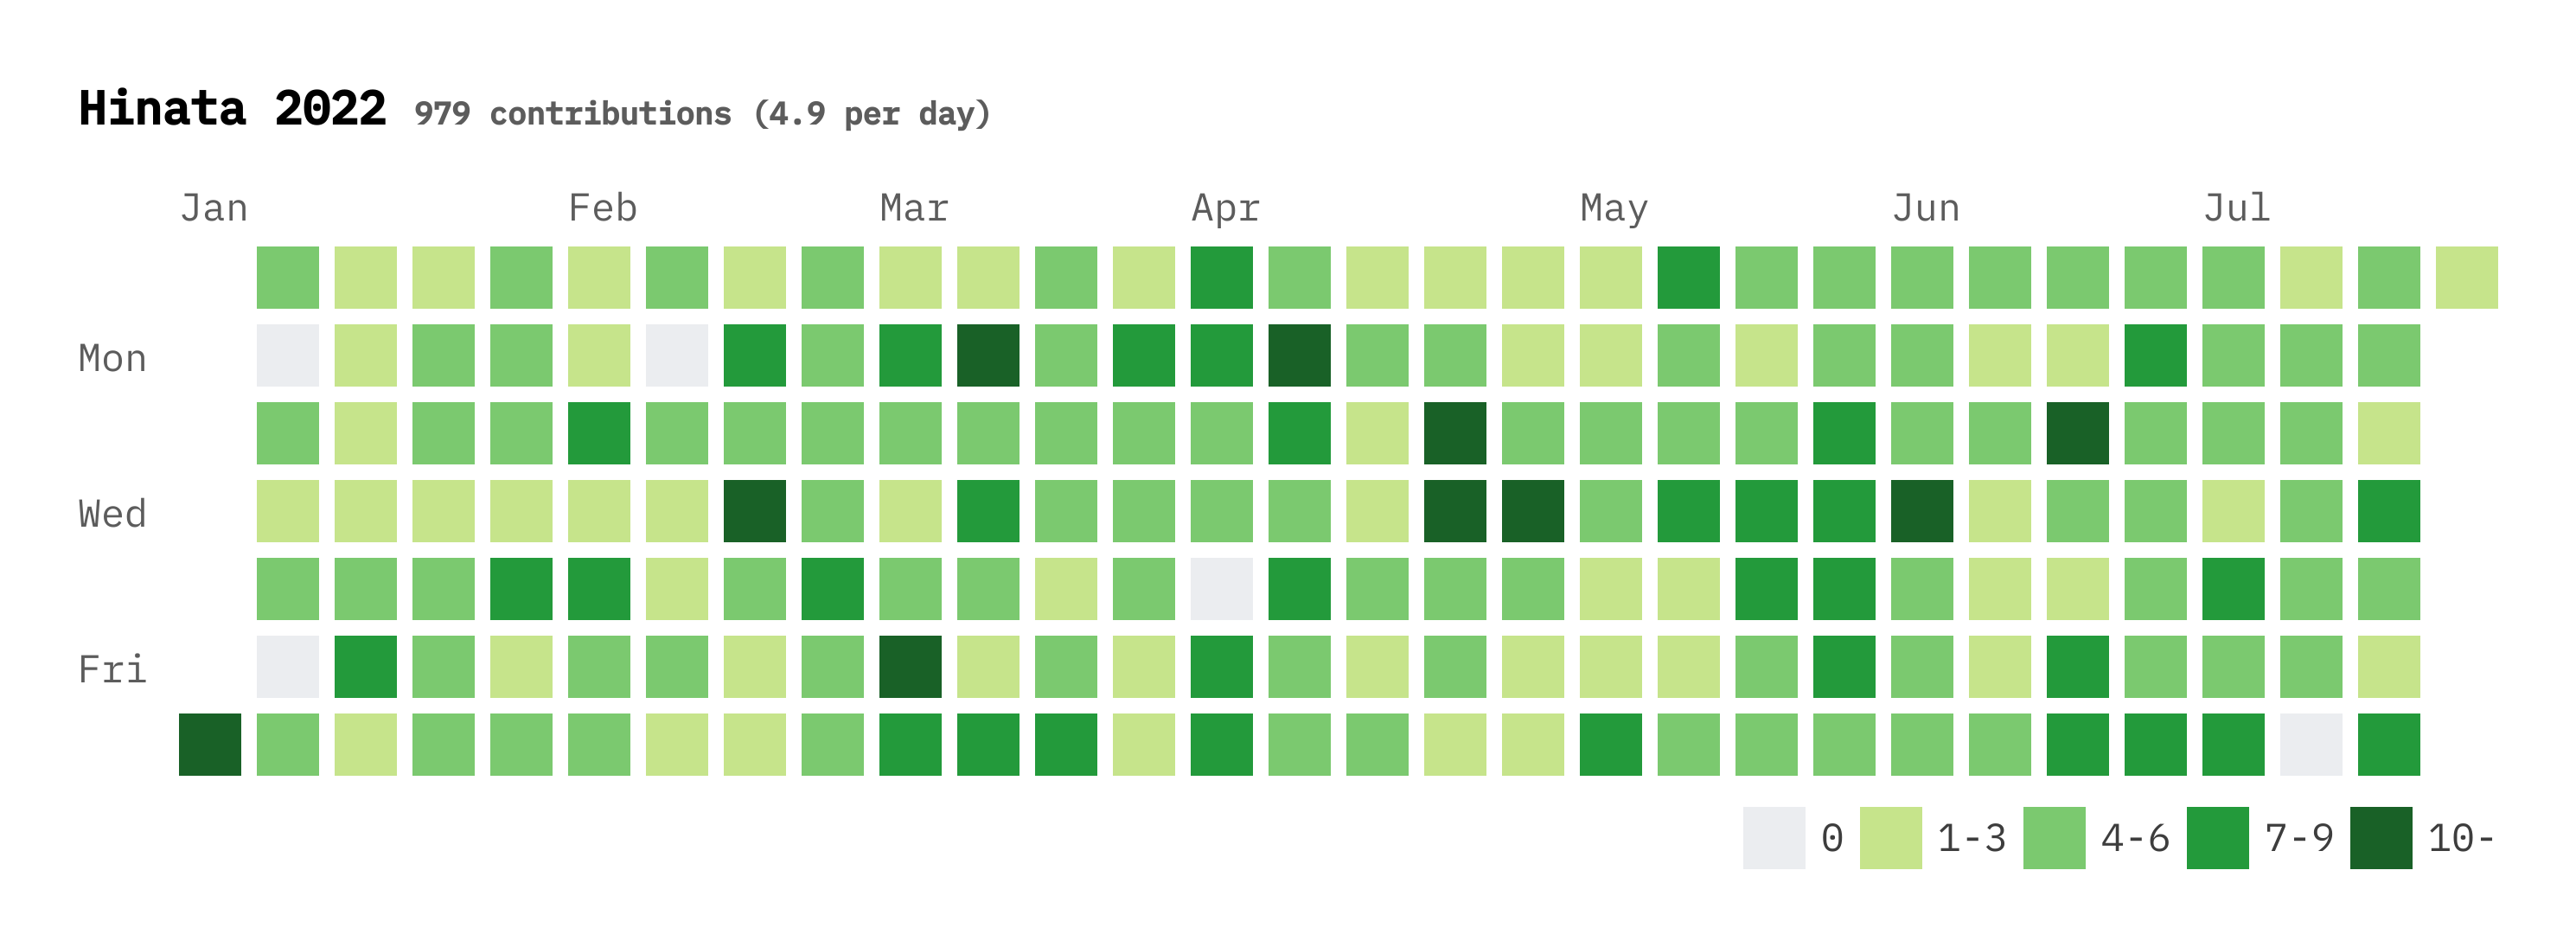 Hinata 2022 979 contributions (4.9 per day)
Jan Feb Mar Apr May Jun Jul
Mon
Wed
Fri
0 1-3 4-6 7-9 10-